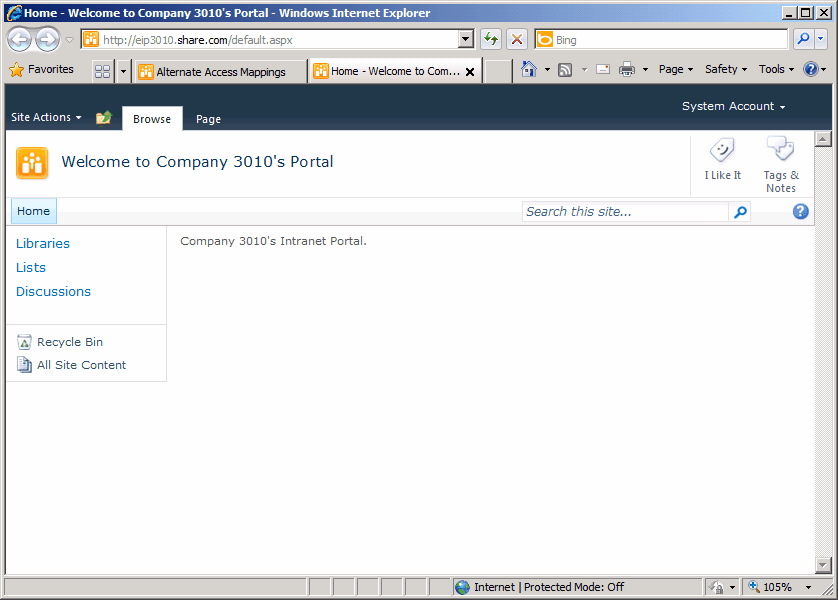 Home - Welcome to Company 3010's Portal - Windows Internet Explorer
http://eip3010.share.com/default.aspx
Bing
Favorites
Alternate Access Mappings
Home - Welcome to Com...
Page
Safety
Tools
System Account
Site Actions
Browse
Page
Welcome to Company 3010's Portal
I Like It
Tags &
Notes
Home
Search this site...
Libraries
Company 3010's Intranet Portal.
Lists
Discussions
Recycle Bin
All Site Content
Internet | Protected Mode: Off
105%